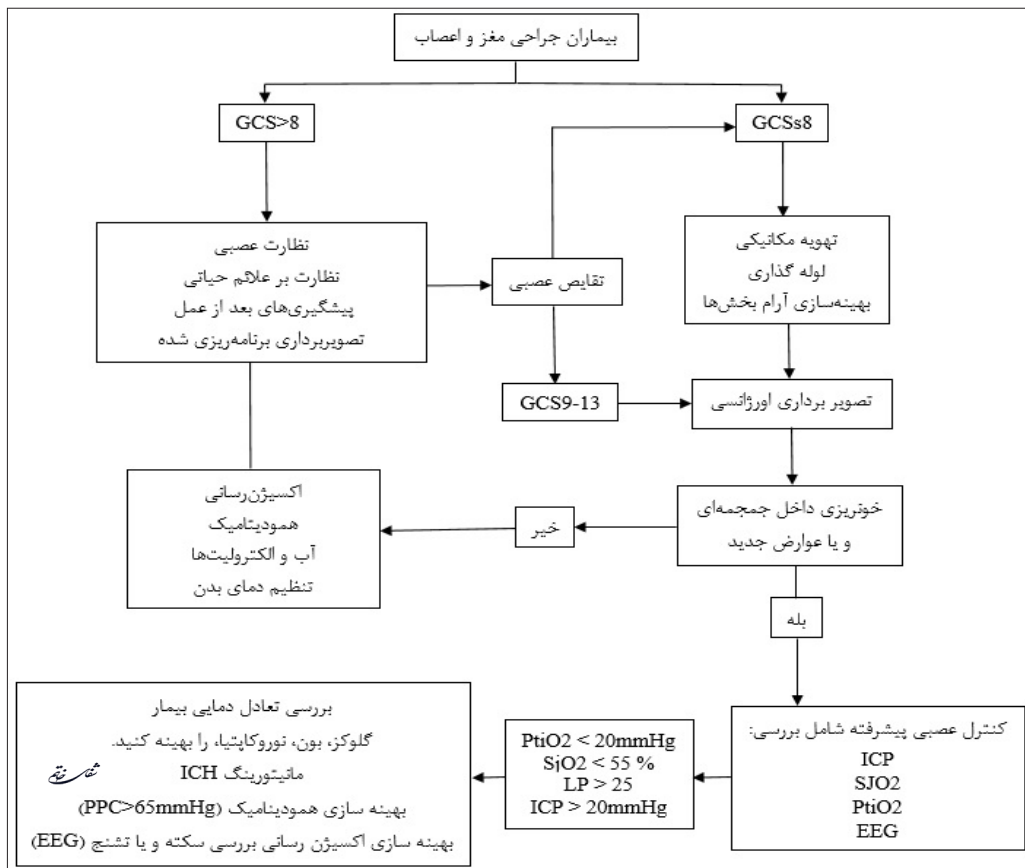 بیماران جراحی مغز و اعصاب
GCS>8
GCSs8
نظارت عصبی
نظارت بر علائم حیاتی
پیشگیری‌های بعد از عمل
تصویربرداری برنامه‌ریزی شده
تقایص عصبی
تهویه مکانیکی
لوله گذاری
بهینه‌سازی آرام بخش‌ها
GCS9-13
تصویر برداری اورژانسی
خونریزی داخل جمجمه‌ای
و یا عوارض جدید
خیر
اکسیژن‌رسانی
همودیتامیک
آب و الکترولیت‌ها
تنظیم دمای بدن
بله
کنترل عصبی پیشرفته شامل بررسی:
ICP
SJO2
PtiO2
EEG
PtiO2 < 20mmHg
SjO2 < 55 %
LP > 25
ICP > 20mmHg
بررسی تعادل دمایی بیمار
گلوکز، بون، نوروکاپتیا، را بهینه کنید.
مانیتورینگ ICH
بهینه سازی همودینامیک (PPC>65mmHg)
بهینه سازی اکسیژن رسانی بررسی سکته و یا تشنج (EEG)
شفای خاتم